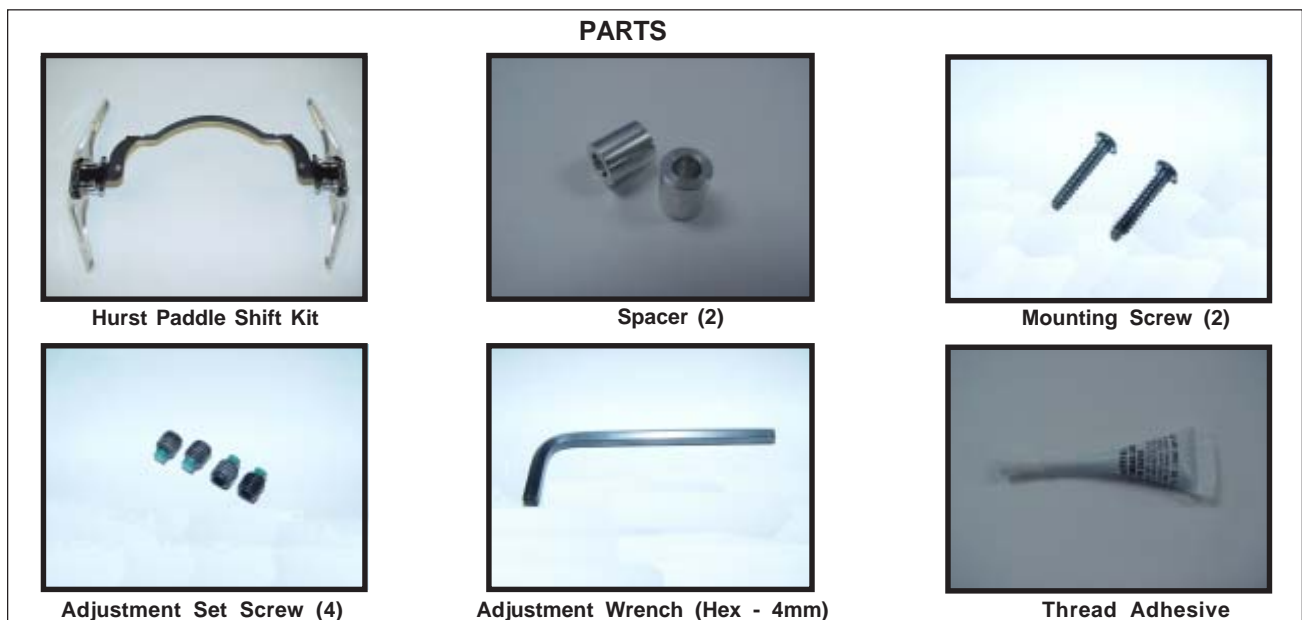 PARTS
Hurst Paddle Shift Kit
Spacer (2)
Mounting Screw (2)
Adjustment Set Screw (4)
Adjustment Wrench (Hex - 4mm)
Thread Adhesive